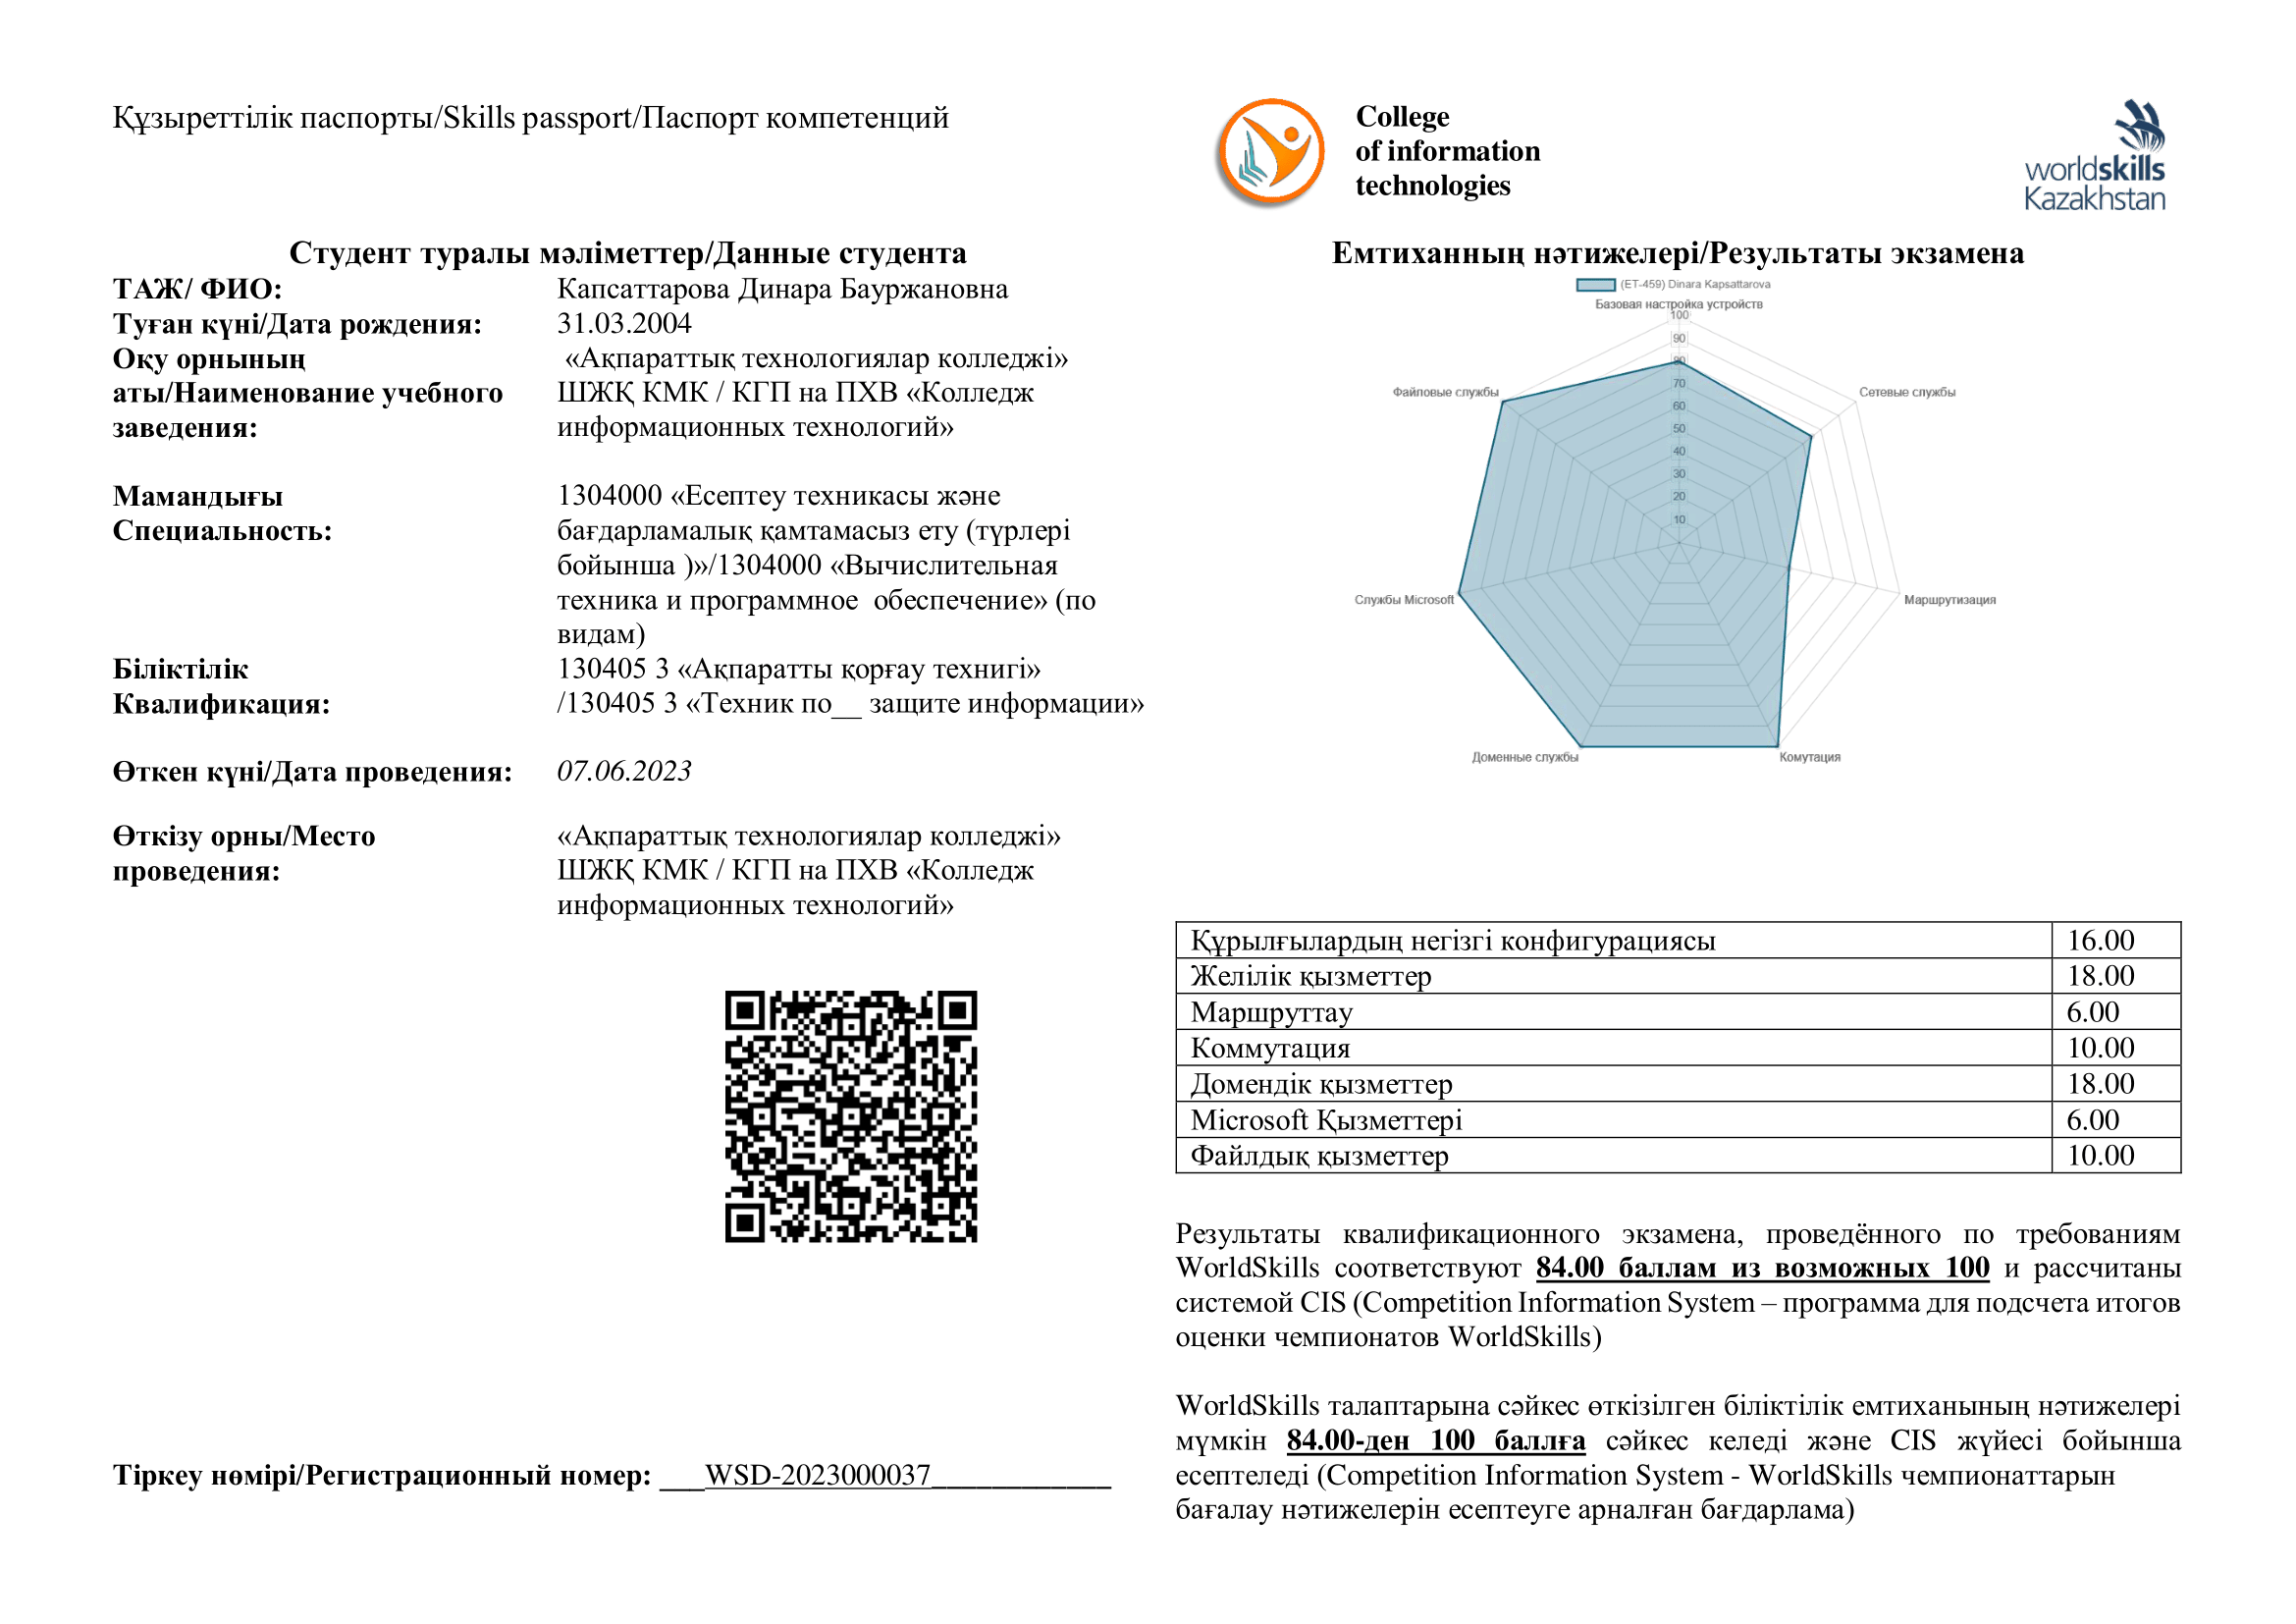 Құзыреттілік паспорты/Skills passport/Паспорт компетенций
College
of information
technologies
worldskills
Kazakhstan
Студент туралы мәліметтер/Данные студента
ТАЖ/ ФИО: Капсаттарова Динара Бауржановна
Туған күні/Дата рождения: 31.03.2004
Оқу орнының «Ақпараттық технологиялар колледжі»
аты/Наименование учебного ШЖҚ КМК / КГП на ПХВ «Колледж
заведения: информационных технологий»
Мамандығы 1304000 «Есептеу техникасы және
Специальность: бағдарламалық қамтамасыз ету (түрлері
бойынша )»/1304000 «Вычислительная
техника и программное обеспечение» (по
видам)
Біліктілік 130405 3 «Ақпаратты қорғау технигі»
Квалификация: /130405 3 «Техник по__ защите информации»
Өткен күні/Дата проведения: 07.06.2023
Өткізу орны/Место «Ақпараттық технологиялар колледжі»
проведения: ШЖҚ КМК / КГП на ПХВ «Колледж
информационных технологий»
Тіркеу нөмірі/Регистрационный номер: ___WSD-2023000037____________
Емтиханның нәтижелері/Результаты экзамена
(ET-459) Dinara Kapsattarova
Базовая настройка устройств
100
90
80
70
60
50
40
30
20
10
Файловые службы
Сетевые службы
Службы Microsoft
Маршрутизация
Доменные службы
Комутация
Құрылғылардың негізгі конфигурациясы 16.00
Желілік қызметтер 18.00
Маршруттау 6.00
Коммутация 10.00
Домендік қызметтер 18.00
Microsoft Қызметтері 6.00
Файлдық қызметтер 10.00
Результаты квалификационного экзамена, проведённого по требованиям
WorldSkills соответствуют 84.00 баллам из возможных 100 и рассчитаны
системой CIS (Competition Information System – программа для подсчета итогов
оценки чемпионатов WorldSkills)
WorldSkills талаптарына сәйкес өткізілген біліктілік емтиханының нәтижелері
мүмкін 84.00-ден 100 баллға сәйкес келеді және CIS жүйесі бойынша
есептеледі (Competition Information System - WorldSkills чемпионаттарын
бағалау нәтижелерін есептеуге арналған бағдарлама)